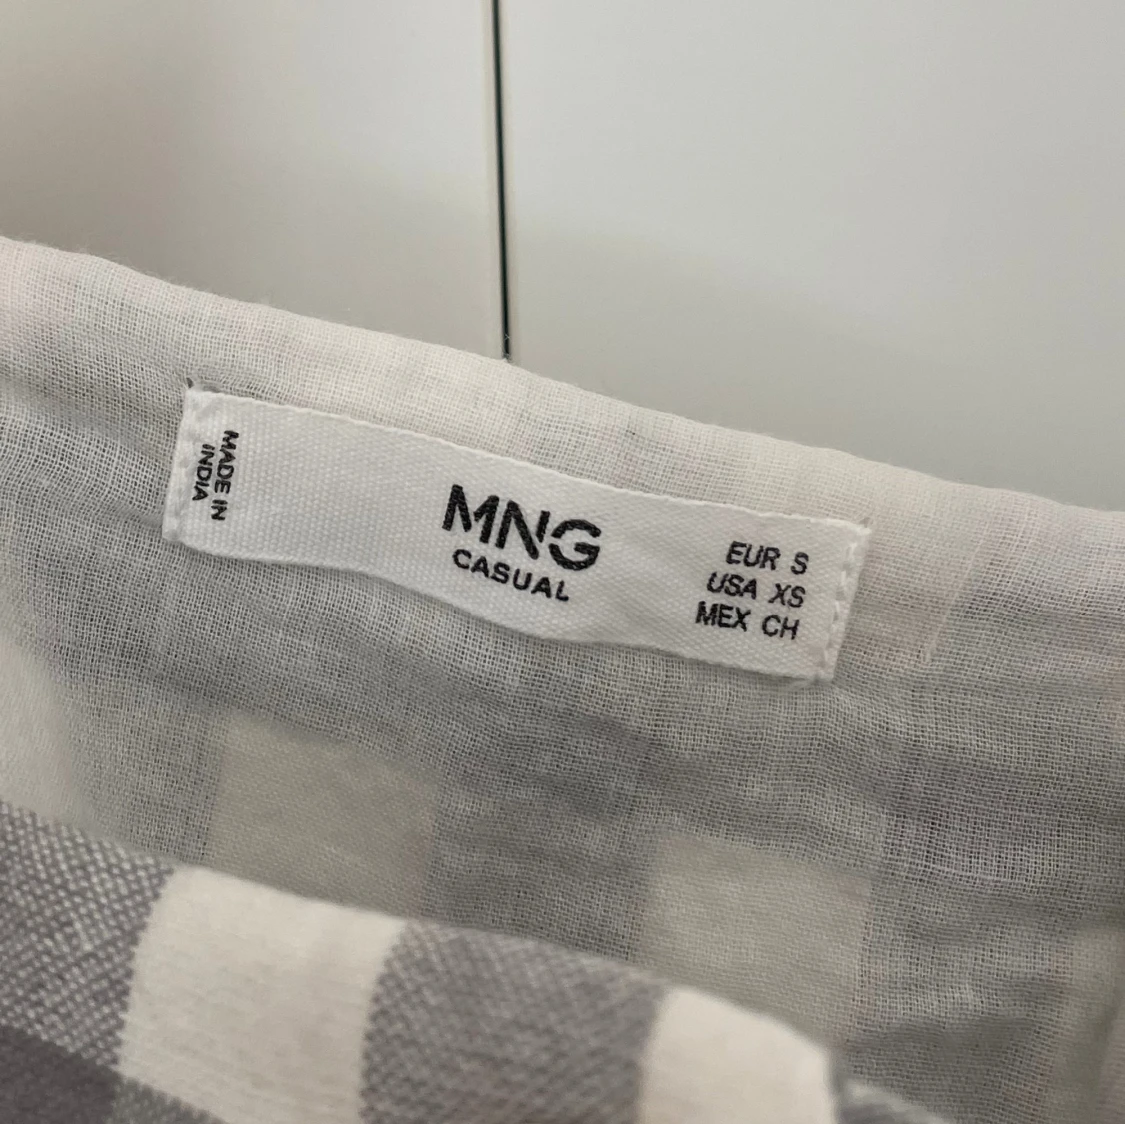 MADE IN
INDIA
MNG
CASUAL
EUR S
USA XS
MEX CH